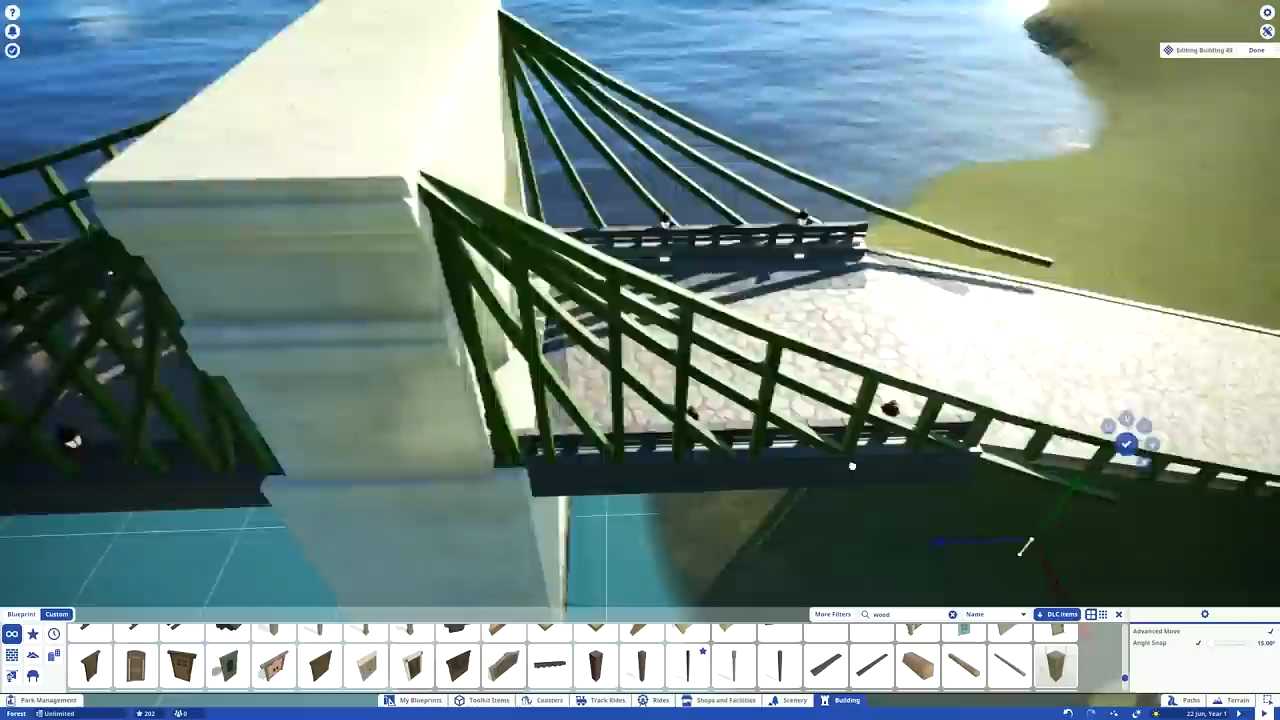 ?
Editing Building 49 Done
Blueprint Custom
More Filters wood Name DLC Items
Advanced Move
Angle Snap 15.00°
Park Management My Blueprints Toolkit Items Coasters Track Rides Rides Shops and Facilities Scenery Building Paths Terrain
Forest Unlimited 202 0 22 Jun, Year 1